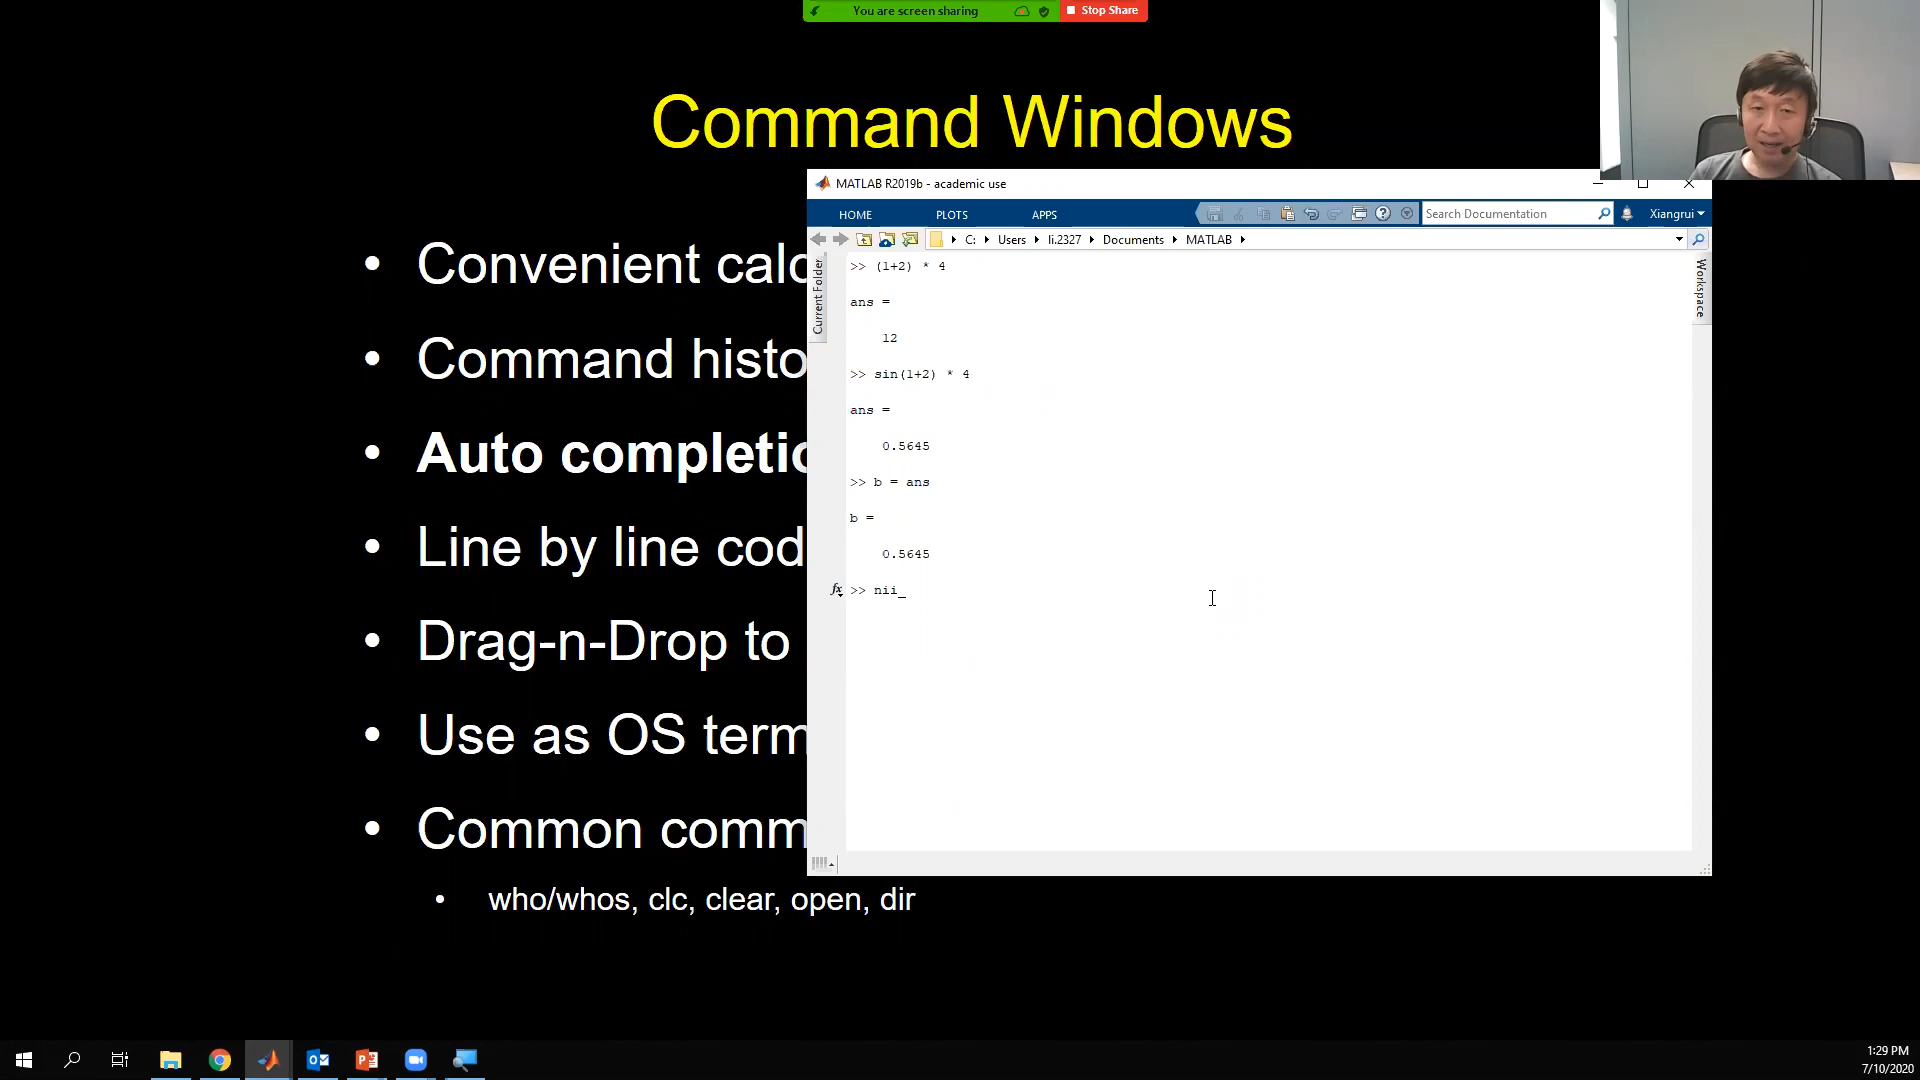 You are screen sharing
Stop Share
Command Windows
MATLAB R2019b - academic use
HOME PLOTS APPS
Search Documentation
Xiangrui
C: Users li.2327 Documents MATLAB
Current Folder
Workspace
>> (1+2) * 4
ans =
12
>> sin(1+2) * 4
ans =
0.5645
>> b = ans
b =
0.5645
fx >> nii_
• Convenient calc
• Command histo
• Auto completio
• Line by line cod
• Drag-n-Drop to
• Use as OS term
• Common comm
• who/whos, clc, clear, open, dir
1:29 PM
7/10/2020